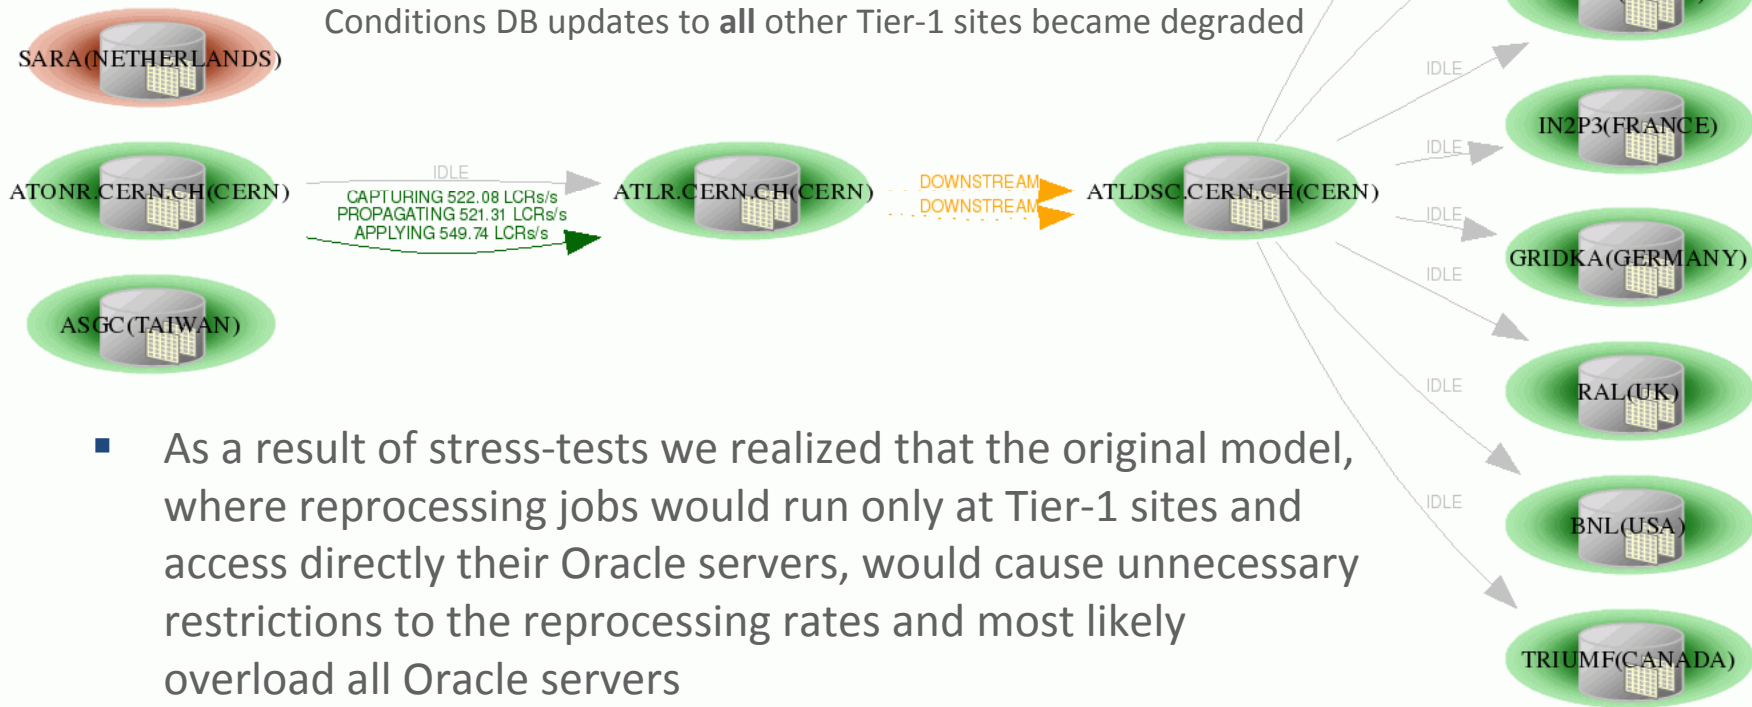 Conditions DB updates to all other Tier-1 sites became degraded
SARA(NETHERLANDS)
IDLE
IN2P3(FRANCE)
IDLE
ATONR.CERN.CH(CERN)
IDLE
CAPTURING 522.08 LCRs/s
PROPAGATING 521.31 LCRs/s
APPLYING 549.74 LCRs/s
ATLR.CERN.CH(CERN)
DOWNSTREAM
DOWNSTREAM
ATLDSC.CERN.CH(CERN)
IDLE
GRIDKA(GERMANY)
IDLE
ASGC(TAIWAN)
IDLE
RAL(UK)
IDLE
BNL(USA)
TRIUMF(CANADA)
▪ As a result of stress-tests we realized that the original model,
where reprocessing jobs would run only at Tier-1 sites and
access directly their Oracle servers, would cause unnecessary
restrictions to the reprocessing rates and most likely
overload all Oracle servers